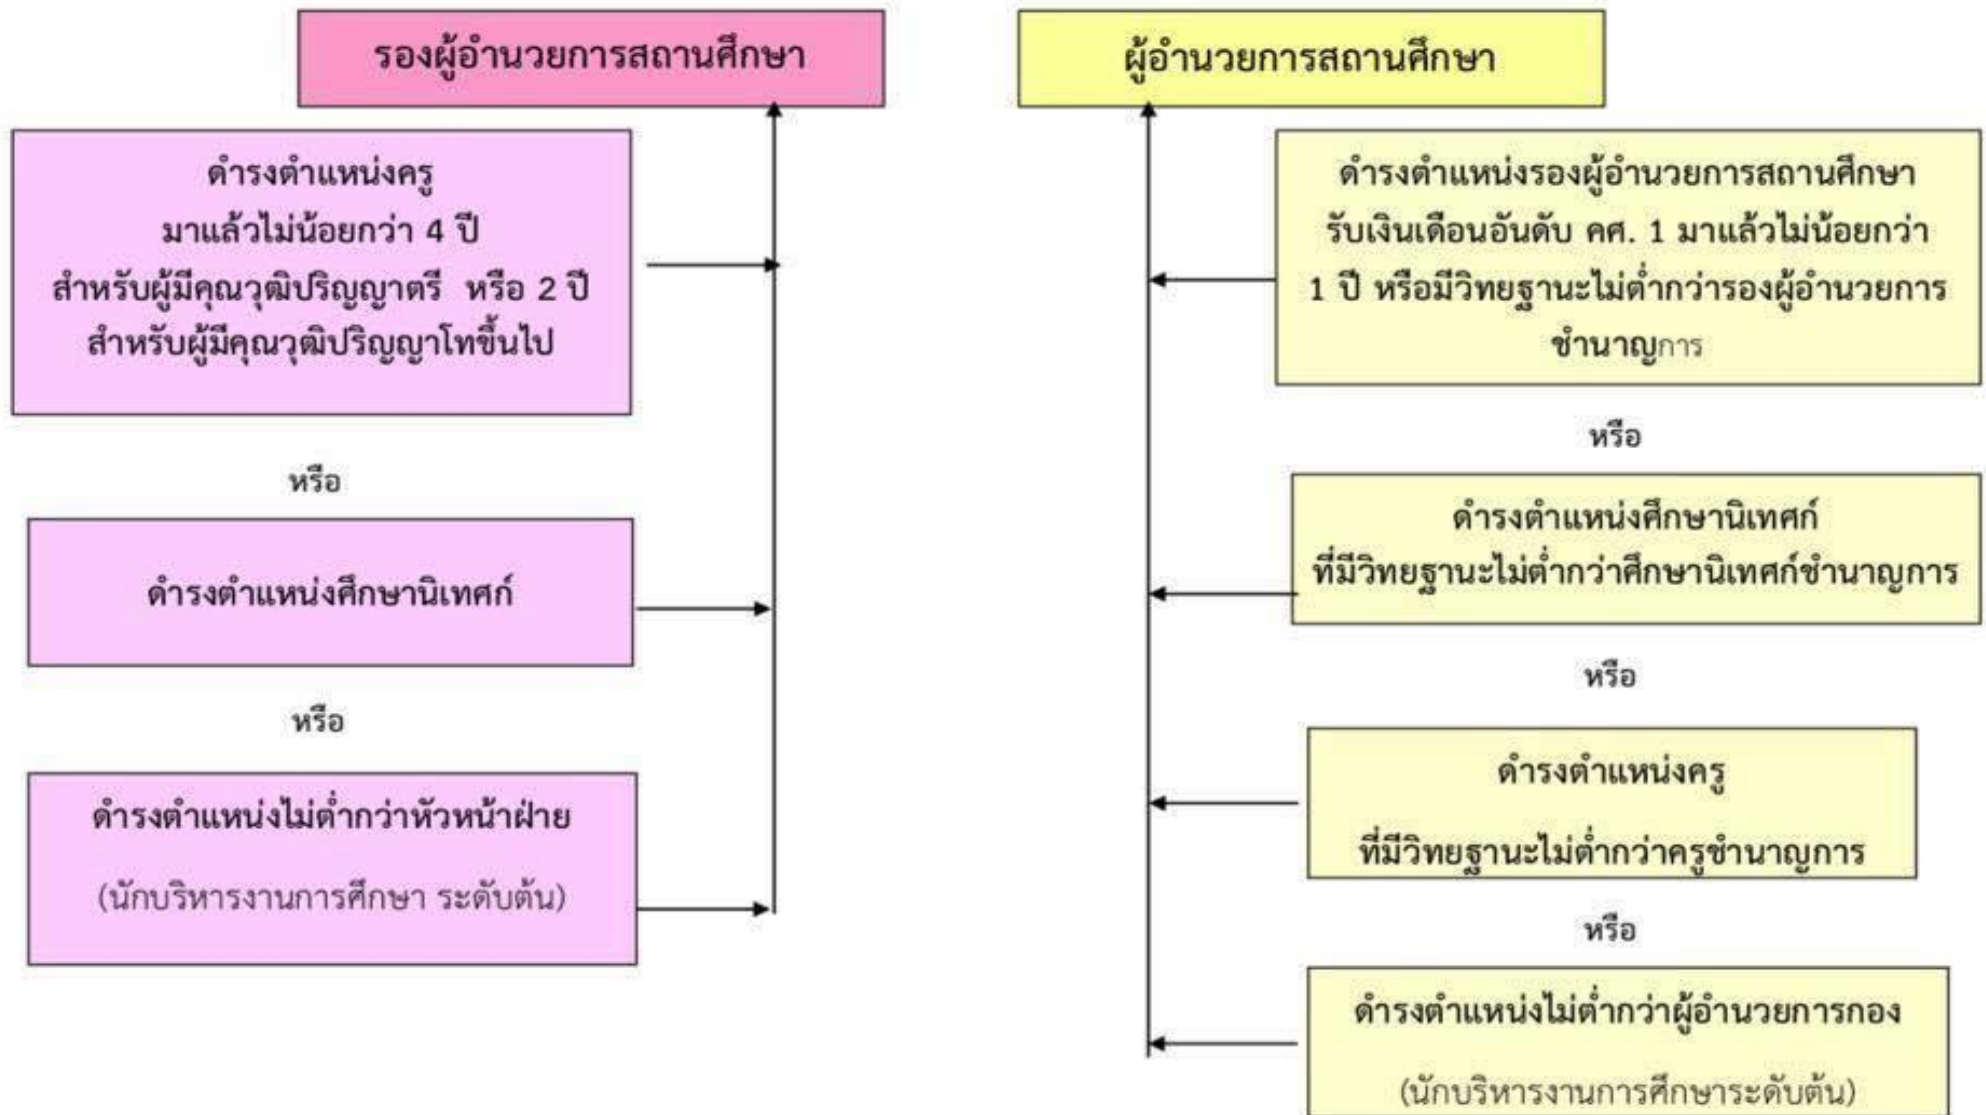 รองผู้อำนวยการสถานศึกษา
ดำรงตำแหน่งครู
มาแล้วไม่น้อยกว่า 4 ปี
สำหรับผู้มีคุณวุฒิปริญญาตรี หรือ 2 ปี
สำหรับผู้มีคุณวุฒิปริญญาโทขึ้นไป
หรือ
ดำรงตำแหน่งศึกษานิเทศก์
หรือ
ดำรงตำแหน่งไม่ต่ำกว่าหัวหน้าฝ่าย
(นักบริหารงานการศึกษา ระดับต้น)
ผู้อำนวยการสถานศึกษา
ดำรงตำแหน่งรองผู้อำนวยการสถานศึกษา
รับเงินเดือนอันดับ คศ. 1 มาแล้วไม่น้อยกว่า
1 ปี หรือมีวิทยฐานะไม่ต่ำกว่ารองผู้อำนวยการ
ชำนาญการ
หรือ
ดำรงตำแหน่งศึกษานิเทศก์
ที่มีวิทยฐานะไม่ต่ำกว่าศึกษานิเทศก์ชำนาญการ
หรือ
ดำรงตำแหน่งครู
ที่มีวิทยฐานะไม่ต่ำกว่าครูชำนาญการ
หรือ
ดำรงตำแหน่งไม่ต่ำกว่าผู้อำนวยการกอง
(นักบริหารงานการศึกษาระดับต้น)